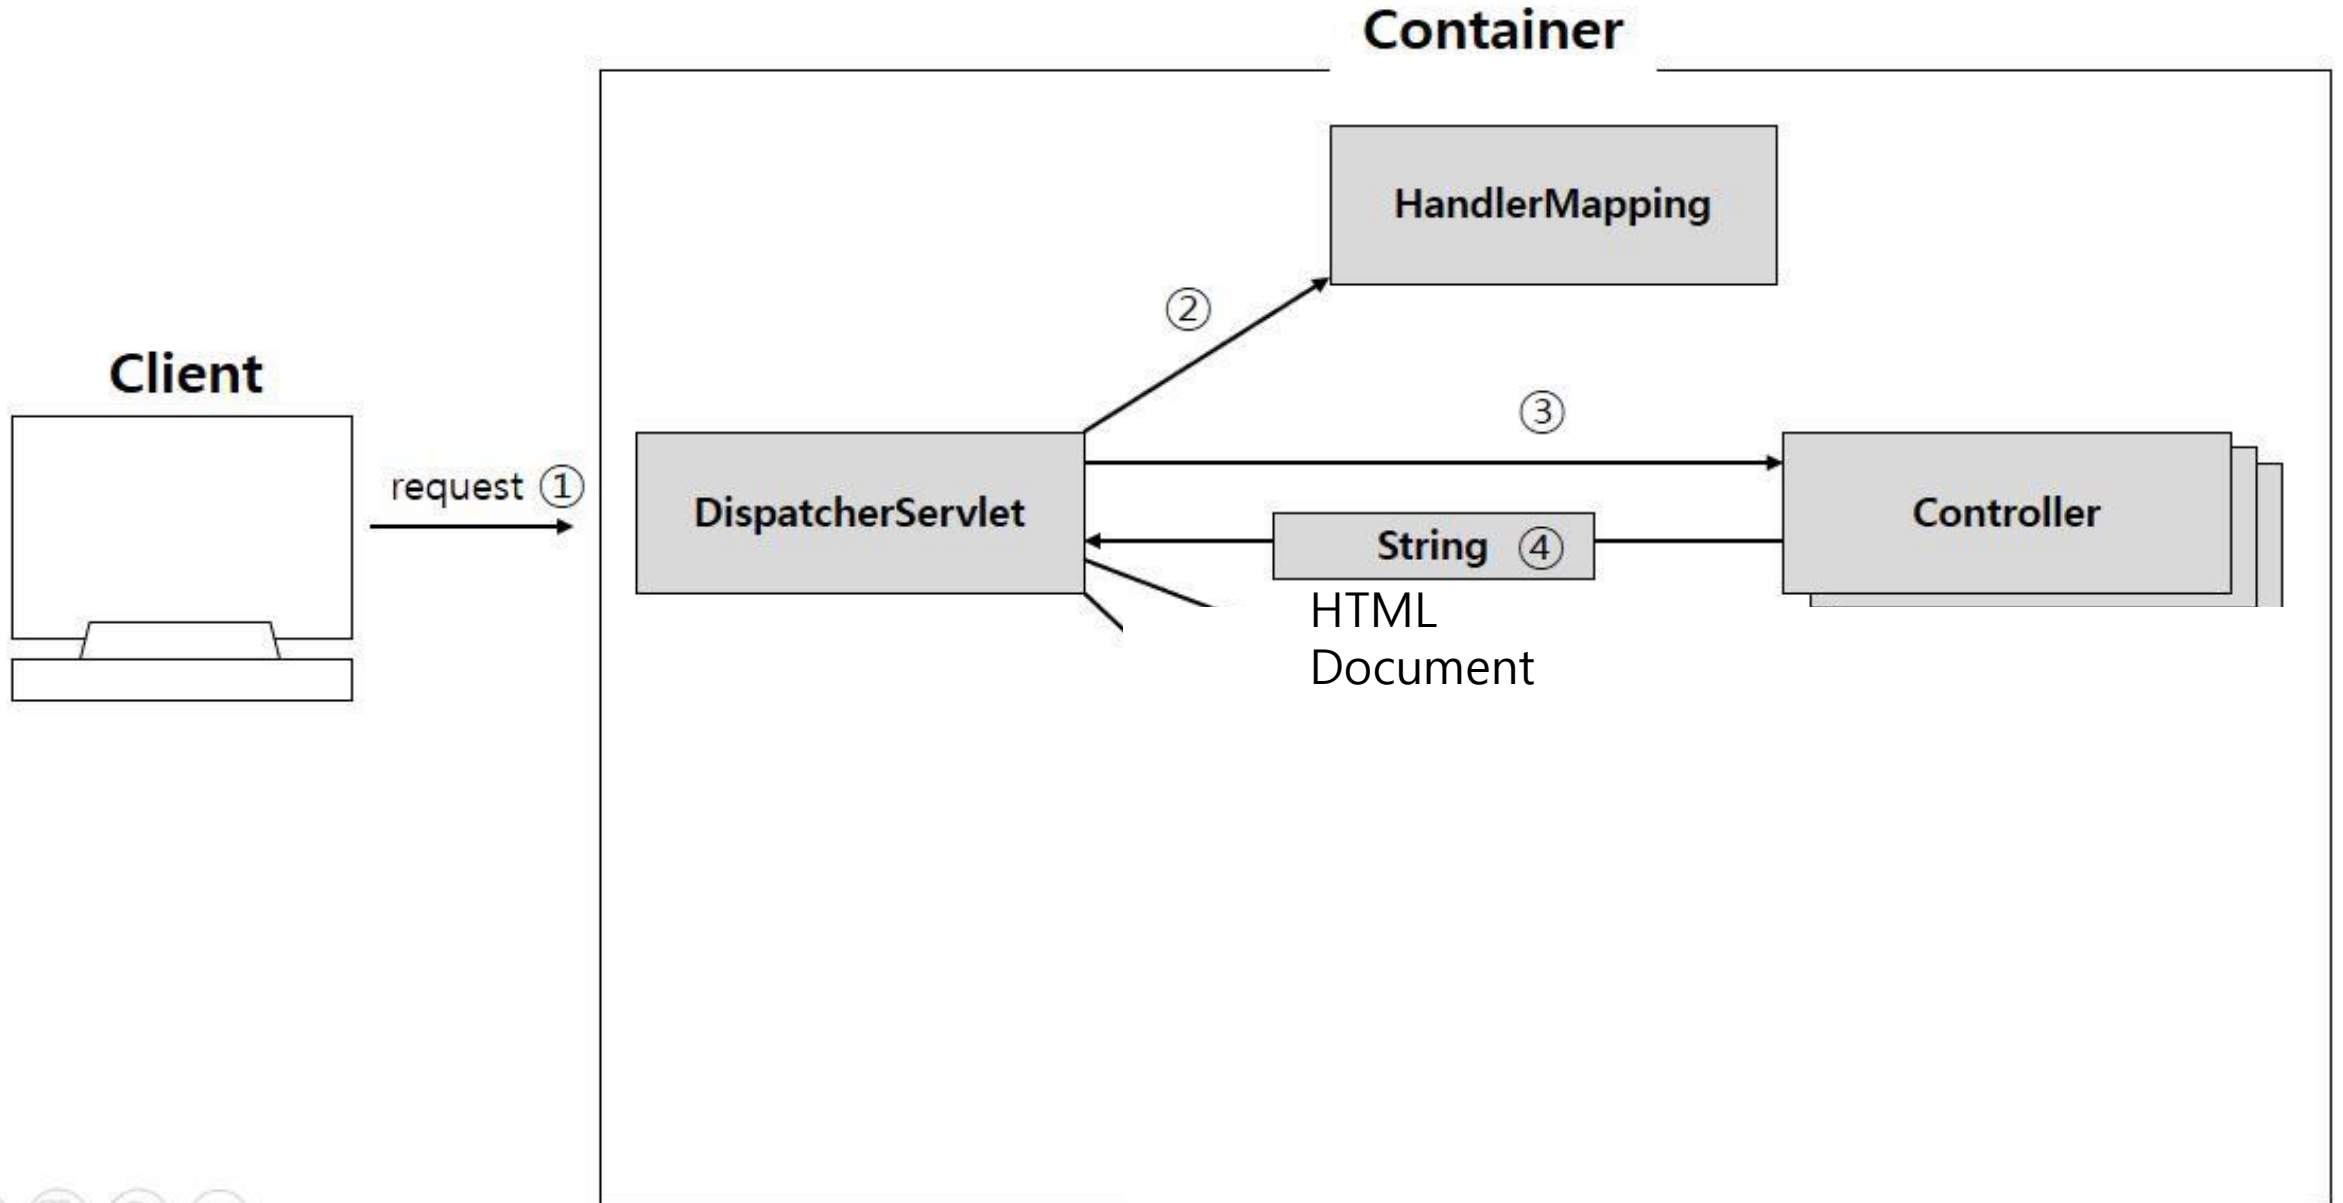 Container
HandlerMapping
②
Client
③
request ①
DispatcherServlet
Controller
String ④
HTML
Document